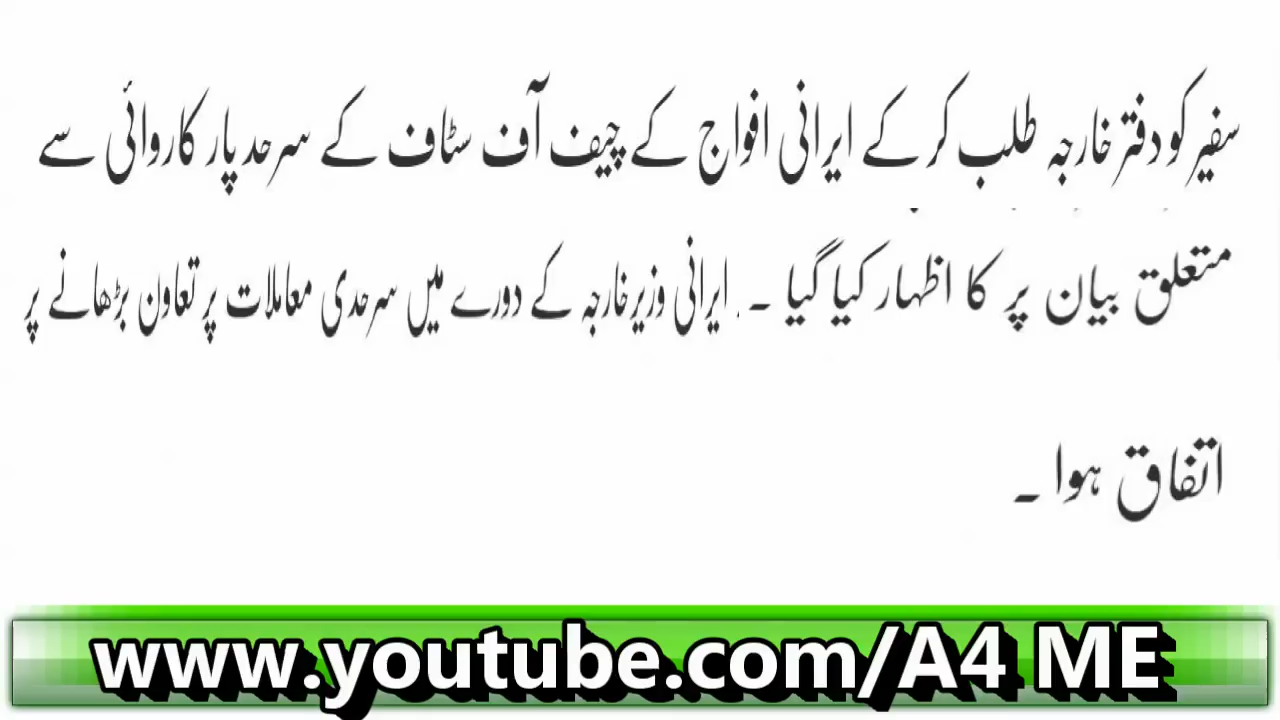 سفیر کو دفتر خارجہ طلب کر کے ایرانی افواج کے چیف آف سٹاف کے سرحد پار کاروائی سے
متعلق بیان پر کا اظہار کیا گیا ۔ ایرانی وزیر خارجہ کے دورے میں سرحدی معاملات پر تعاون بڑھانے پر
اتفاق ہوا ۔
www.youtube.com/A4 ME